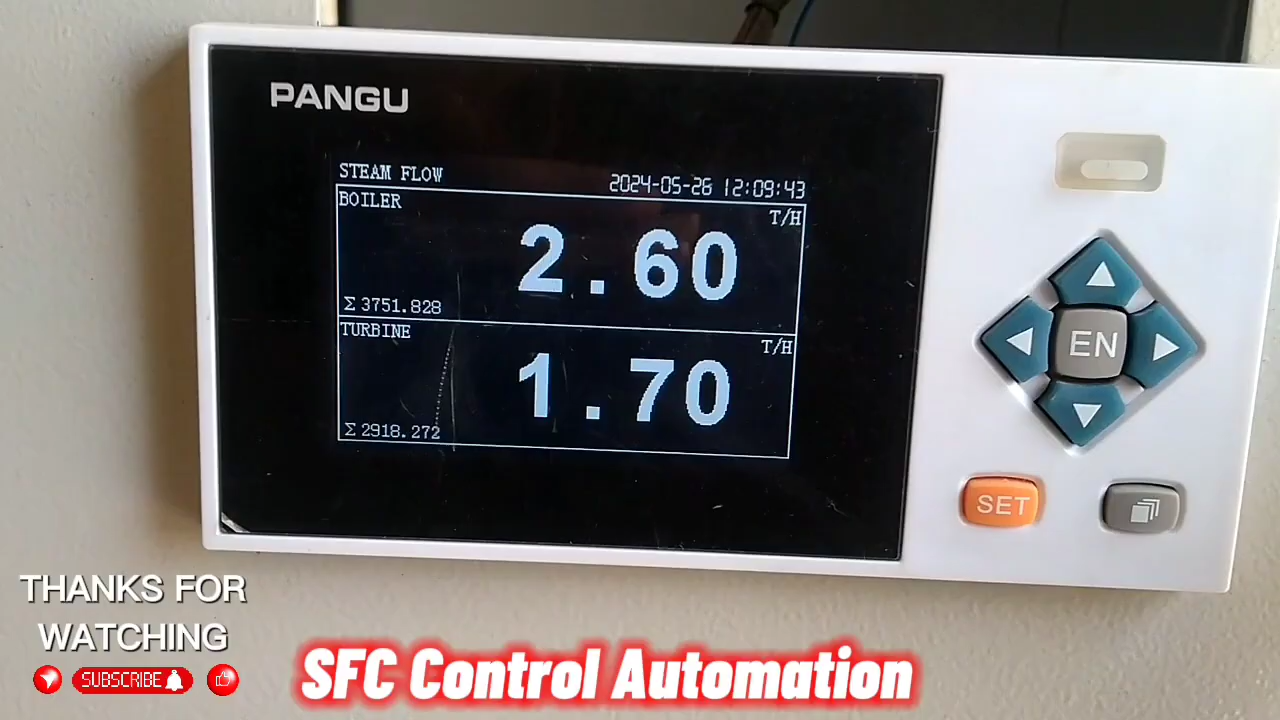 PANGU
STEAM FLOW 2024-05-26 12:09:43
BOILER T/H
2.60
Σ 3751.828
TURBINE T/H
1.70
Σ 2918.272
EN
SET
THANKS FOR
WATCHING
SUBSCRIBE
SFC Control Automation